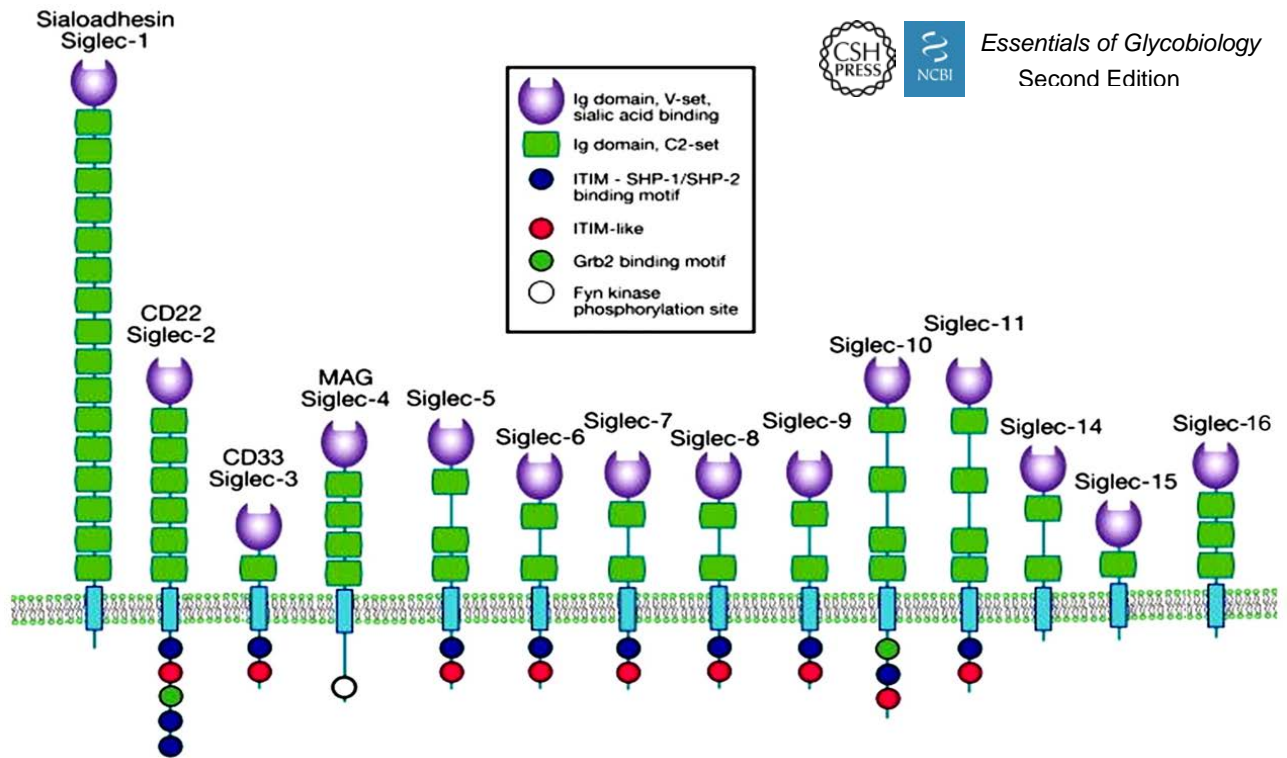 Sialoadhesin
Siglec-1
CSH
PRESS
NCBI
Essentials of Glycobiology
Second Edition
Ig domain, V-set,
sialic acid binding
Ig domain, C2-set
ITIM - SHP-1/SHP-2
binding motif
ITIM-like
Grb2 binding motif
Fyn kinase
phosphorylation site
CD22
Siglec-2
CD33
Siglec-3
MAG
Siglec-4
Siglec-5
Siglec-6
Siglec-7
Siglec-8
Siglec-9
Siglec-10
Siglec-11
Siglec-14
Siglec-15
Siglec-16